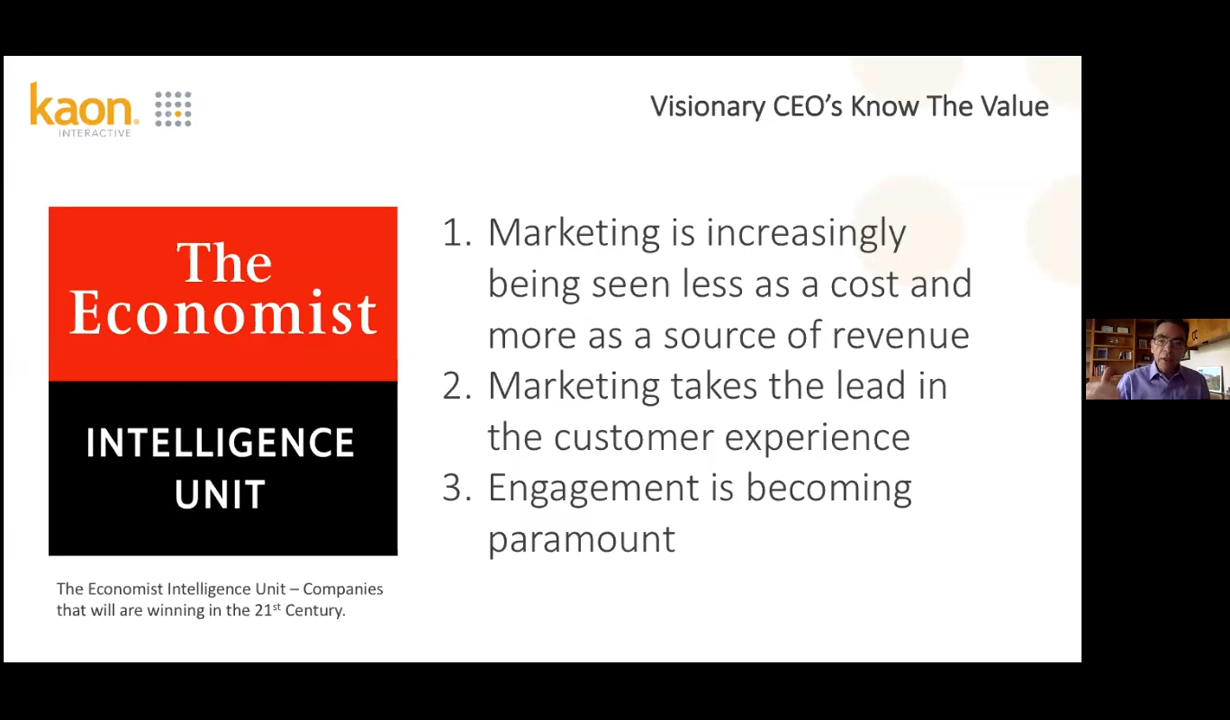 kaon.
INTERACTIVE
Visionary CEO’s Know The Value
The
Economist
INTELLIGENCE
UNIT
The Economist Intelligence Unit – Companies
that will are winning in the 21st Century.
1. Marketing is increasingly
being seen less as a cost and
more as a source of revenue
2. Marketing takes the lead in
the customer experience
3. Engagement is becoming
paramount